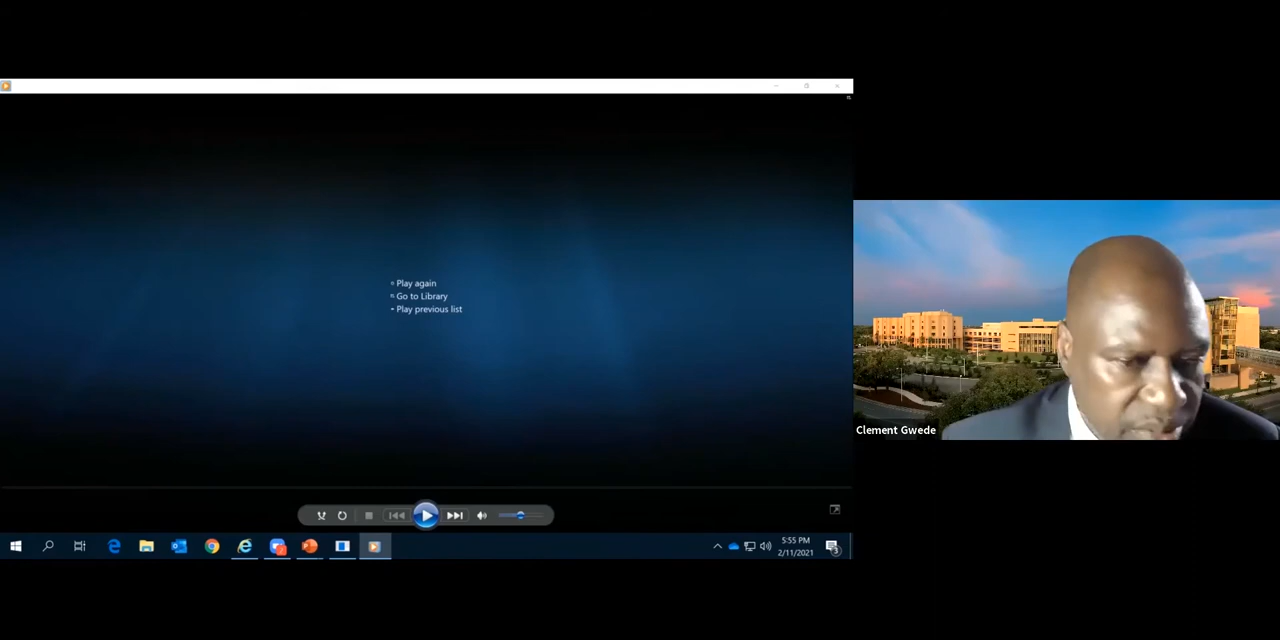 Play again
Go to Library
Play previous list
Clement Gwede
5:55 PM
2/11/2021